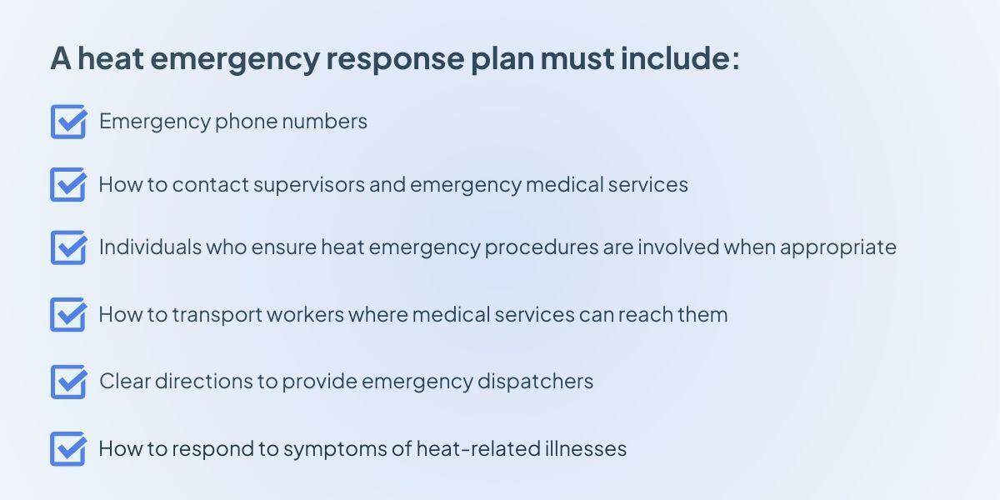 A heat emergency response plan must include:
Emergency phone numbers
How to contact supervisors and emergency medical services
Individuals who ensure heat emergency procedures are involved when appropriate
How to transport workers where medical services can reach them
Clear directions to provide emergency dispatchers
How to respond to symptoms of heat-related illnesses